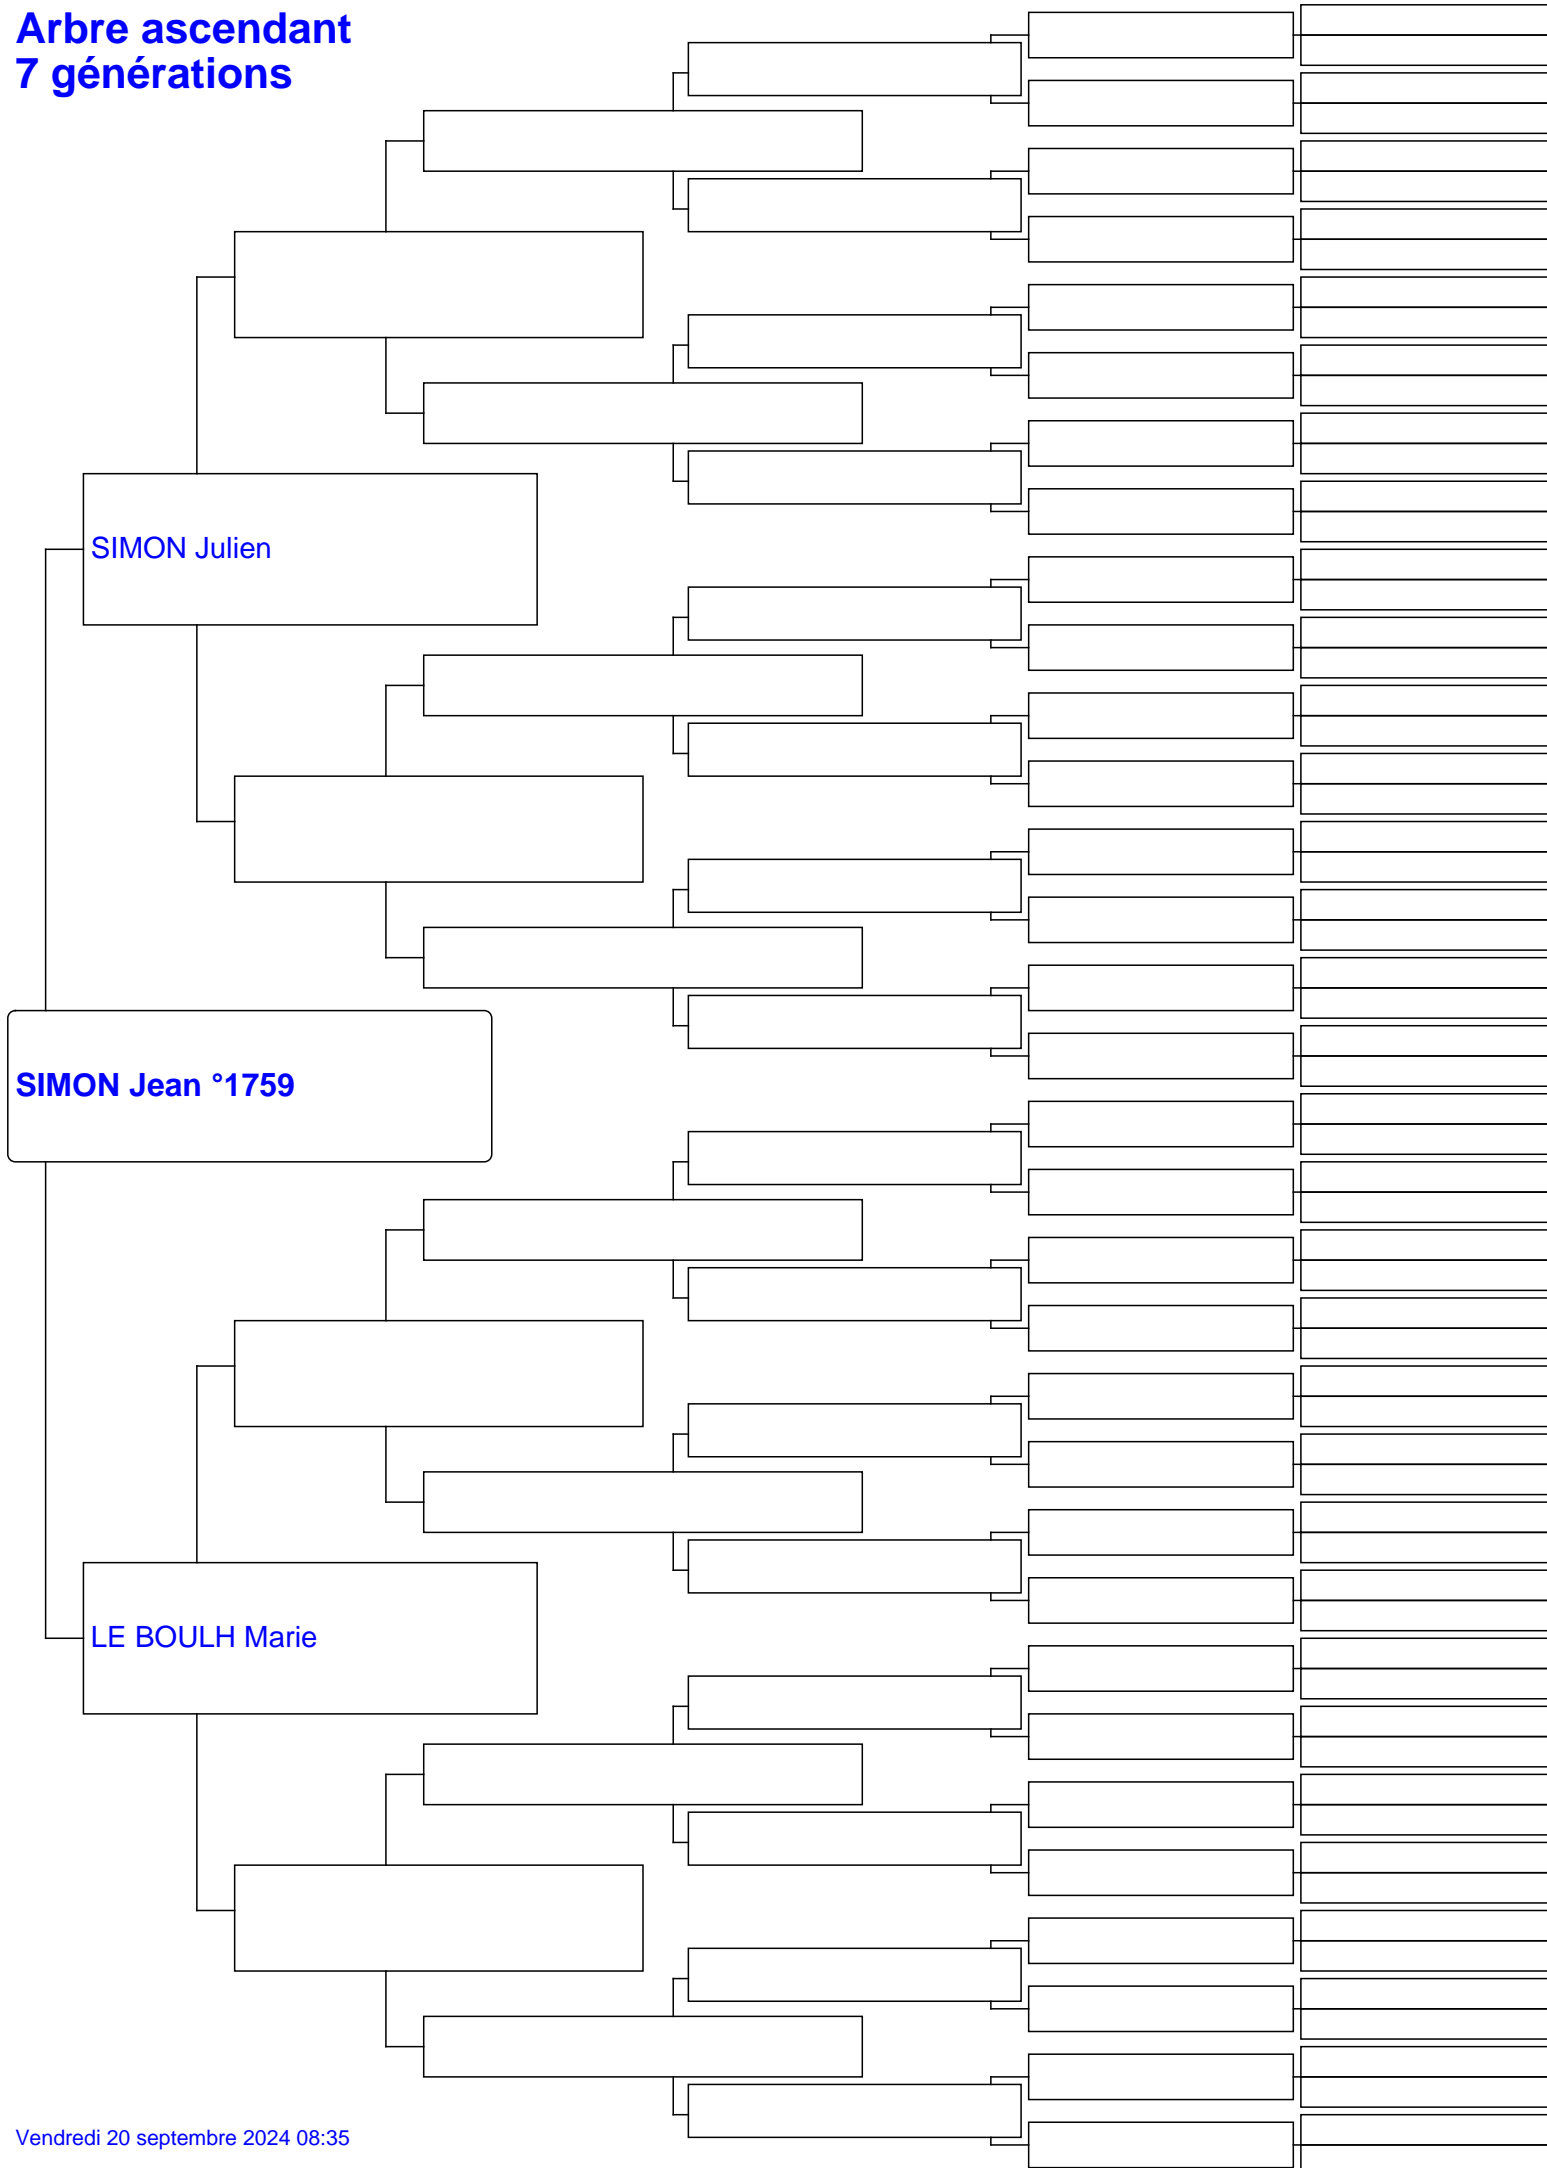 Arbre ascendant
7 générations
SIMON Julien
SIMON Jean °1759
LE BOULH Marie
Vendredi 20 septembre 2024 08:35